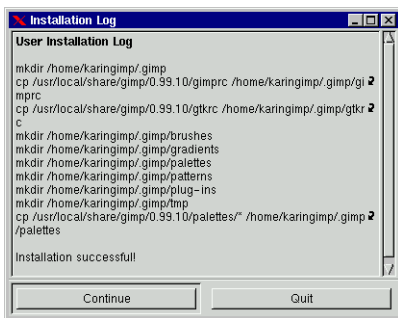 Installation Log
User Installation Log
mkdir /home/karingimp/.gimp
cp /usr/local/share/gimp/0.99.10/gimprc /home/karingimp/.gimp/gi
mprc
cp /usr/local/share/gimp/0.99.10/gtkrc /home/karingimp/.gimp/gtkr
c
mkdir /home/karingimp/.gimp/brushes
mkdir /home/karingimp/.gimp/gradients
mkdir /home/karingimp/.gimp/palettes
mkdir /home/karingimp/.gimp/patterns
mkdir /home/karingimp/.gimp/plug-ins
mkdir /home/karingimp/.gimp/tmp
cp /usr/local/share/gimp/0.99.10/palettes/* /home/karingimp/.gimp
/palettes
Installation successful!
Continue
Quit